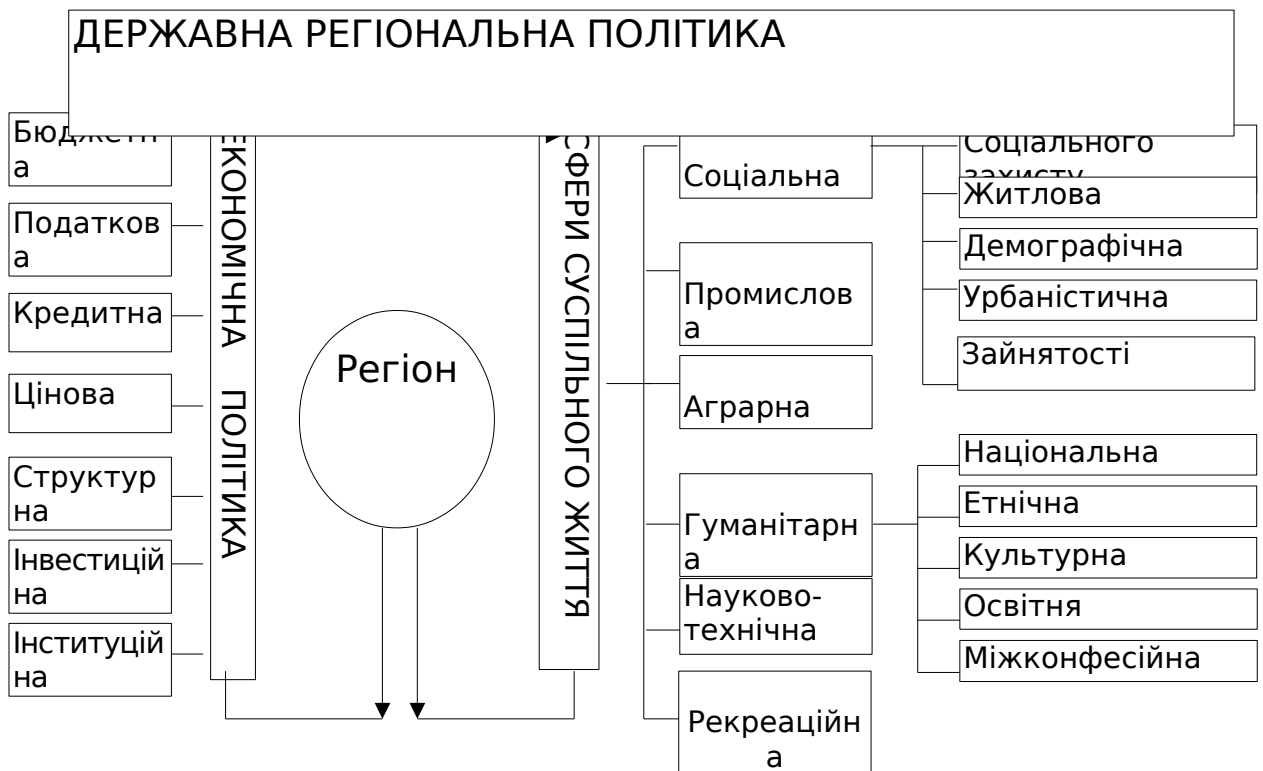 ДЕРЖАВНА РЕГІОНАЛЬНА ПОЛІТИКА
Бюджетн
а
Податков
а
Кредитна
Цінова
Структур
на
Інвестицій
на
Інституцій
на
ЕКОНОМІЧНА ПОЛІТИКА
Регіон
СФЕРИ СУСПІЛЬНОГО ЖИТТЯ
Соціальна
Промислов
а
Аграрна
Гуманітарн
а
Науково-
технічна
Рекреаційн
а
Соціального
захисту
Житлова
Демографічна
Урбаністична
Зайнятості
Національна
Етнічна
Культурна
Освітня
Міжконфесійна